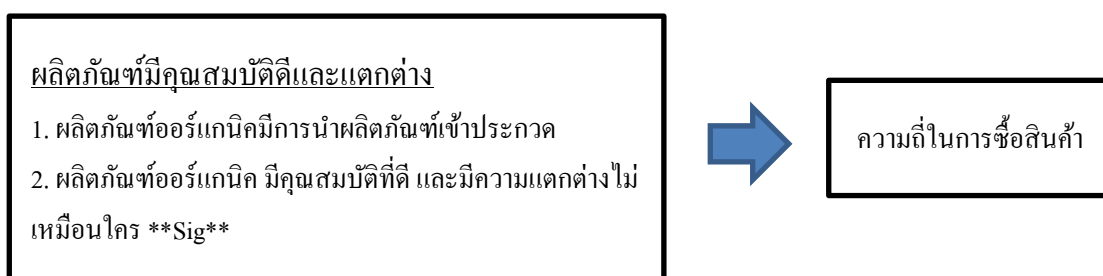 ผลิตภัณฑ์มีคุณสมบัติดีและแตกต่าง
1. ผลิตภัณฑ์ออร์แกนิคมีการนำผลิตภัณฑ์เข้าประกวด
2. ผลิตภัณฑ์ออร์แกนิค มีคุณสมบัติที่ดี และมีความแตกต่างไม่
เหมือนใคร **Sig**
ความถี่ในการซื้อสินค้า